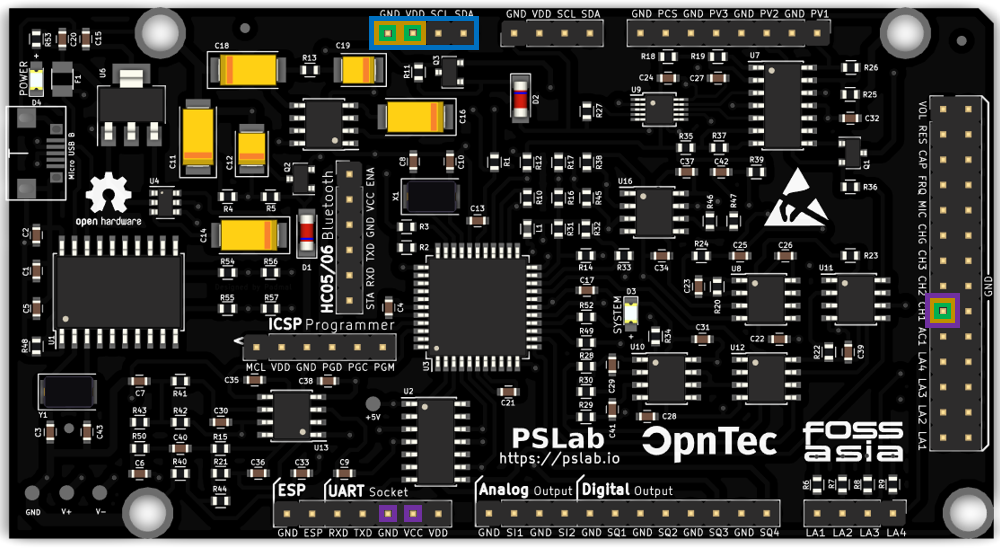 GND VDD SCL SDA
GND VDD SCL SDA
GND PCS GND PV3 GND PV2 GND PV1
R53
C20
C15
POWER
D4
F1
U6
C18
R13
C19
R11
Q3
C16
D2
R27
R18
C24
R19
C27
U7
U9
R26
R25
C32
Q1
R36
Micro USB B
C11
C12
Q2
C8
C10
R1
R12
R17
R38
R35
R37
C37
C42
R39
open hardware
U4
R4
R5
C14
D1
HC05/06 Bluetooth
STA RXD TXD GND VCC ENA
X1
C13
R3
R2
R10
R16
R45
L1
R31
R32
U16
R46
R47
VOL RES CAP FRQ MIC CHG CH3 CH2 CH1 AC1 LA4 LA3 LA2 LA1
GND
C2
C1
C5
R48
U1
R54
R56
R55
R57
C4
U3
R14
R33
C34
R24
C25
C26
R23
C17
R52
R49
R28
R30
R29
D3
SYSTEM
C23
R20
U8
U11
R34
C31
R22
C39
U10
U12
C29
C41
C28
ICSP Programmer
MCL VDD GND PGD PGC PGM
C35
C38
U13
+5V
U2
C21
Y1
C3
C43
C7
R41
R43
R42
C30
R50
C40
R15
C6
R40
R21
R44
C36
C33
C9
PSLab
https://pslab.io
OpnTec
FOSS
asia
GND
V+
V-
ESP
UART Socket
GND ESP RXD TXD GND VCC VDD
Analog Output
Digital Output
GND SI1 GND SI2 GND SQ1 GND SQ2 GND SQ3 GND SQ4
R6
R7
R8
R9
LA1 LA2 LA3 LA4